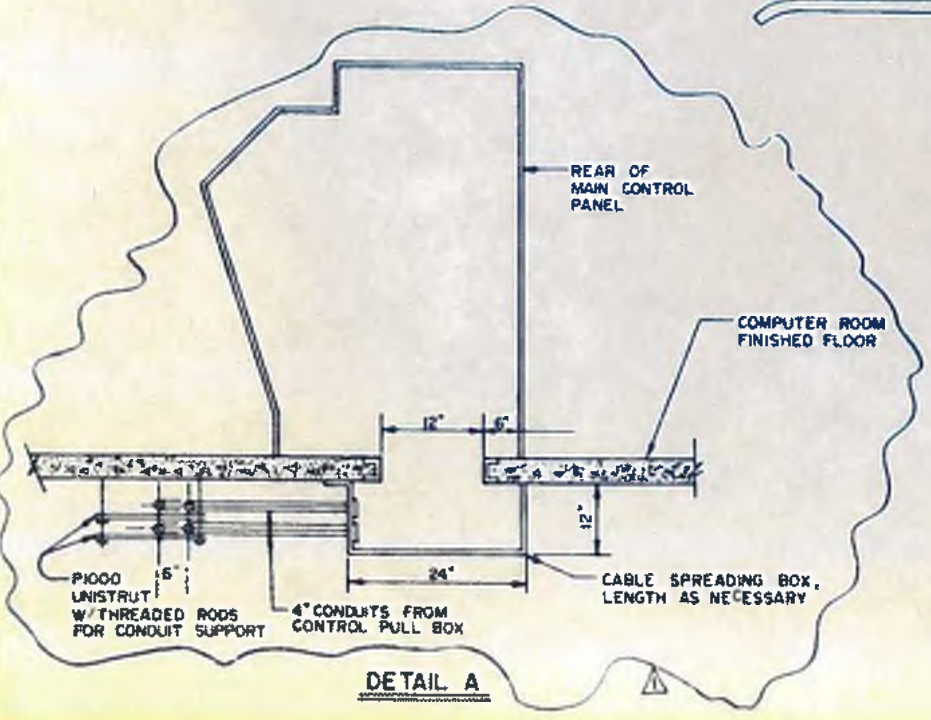 REAR OF
MAIN CONTROL
PANEL
COMPUTER ROOM
FINISHED FLOOR
12"
6"
12"
6"
24"
P1000
UNISTRUT
W/THREADED RODS
FOR CONDUIT SUPPORT
4" CONDUITS FROM
CONTROL PULL BOX
CABLE SPREADING BOX,
LENGTH AS NECESSARY
DETAIL A
1